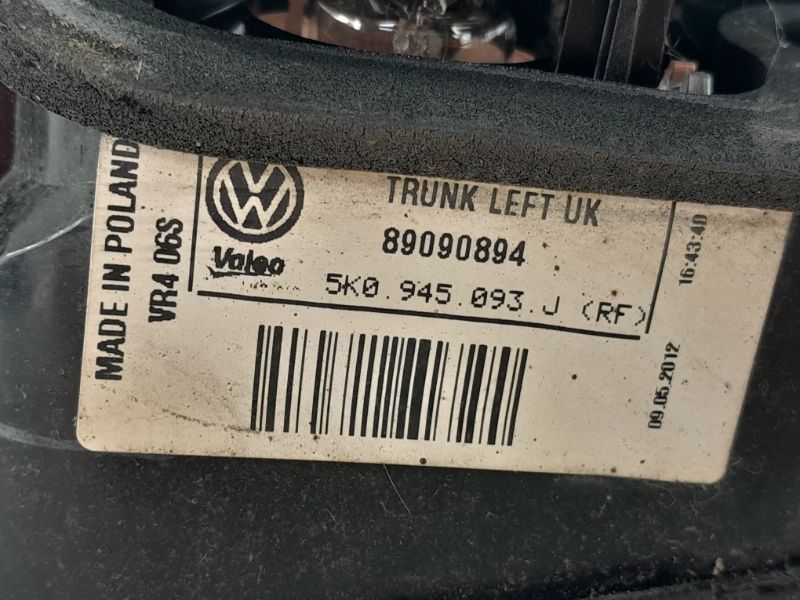 MADE IN POLAND
VR4 06S
VW
Valeo
TRUNK LEFT UK
89090894
5K0.945.093.J (RF)
16:43:40
09.05.2012